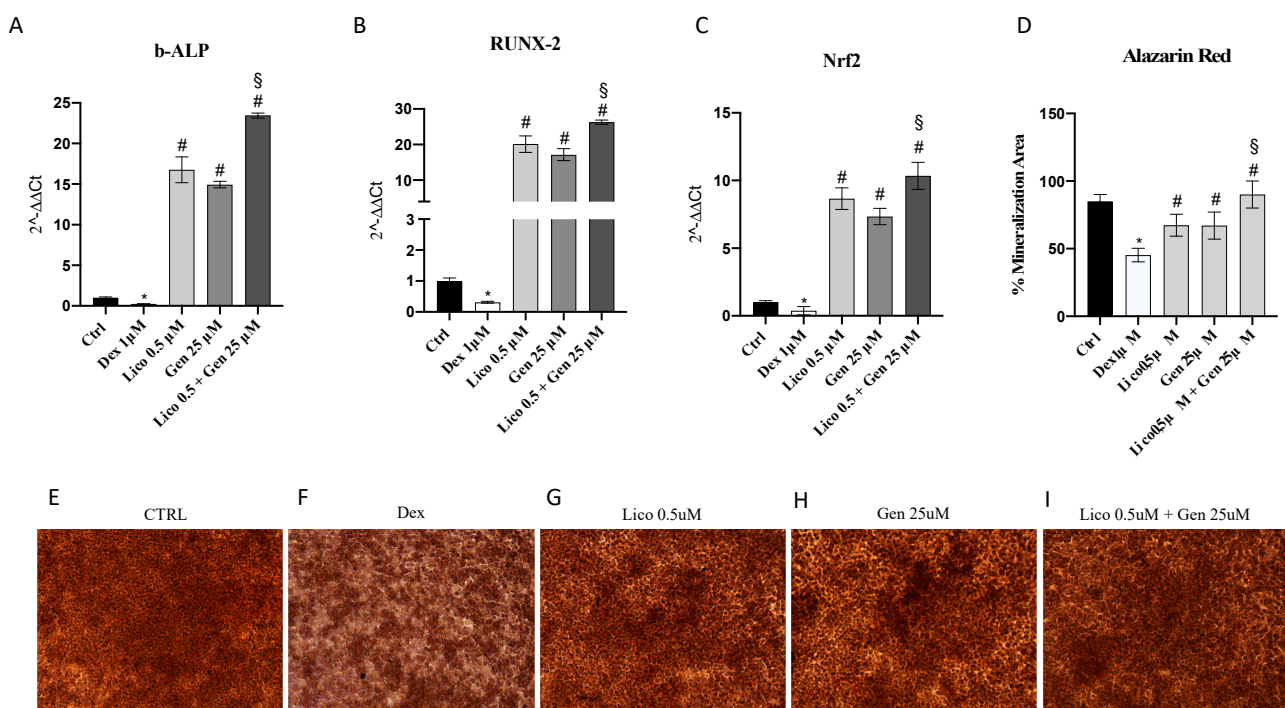 A
b-ALP
2^-ΔΔCt
25
20
15
10
5
0
*
#
#
§
#
Ctrl
Dex 1μM
Lico 0.5 μM
Gen 25 μM
Lico 0.5 + Gen 25 μM
B
RUNX-2
2^-ΔΔCt
30
20
10
3
2
1
0
*
#
#
§
#
Ctrl
Dex 1μM
Lico 0.5 μM
Gen 25 μM
Lico 0.5 + Gen 25 μM
C
Nrf2
2^-ΔΔCt
15
10
5
0
*
#
#
§
#
Ctrl
Dex 1μM
Lico 0.5 μM
Gen 25 μM
Lico 0.5 + Gen 25 μM
D
Alazarin Red
% Mineralization Area
150
100
50
0
*
#
#
§
#
Ctrl
Dex1μ M
Li co0,5μ M
Gen 25μ M
Li co0,5μ M + Gen 25μ M
E
CTRL
F
Dex
G
Lico 0.5uM
H
Gen 25uM
I
Lico 0.5uM + Gen 25uM